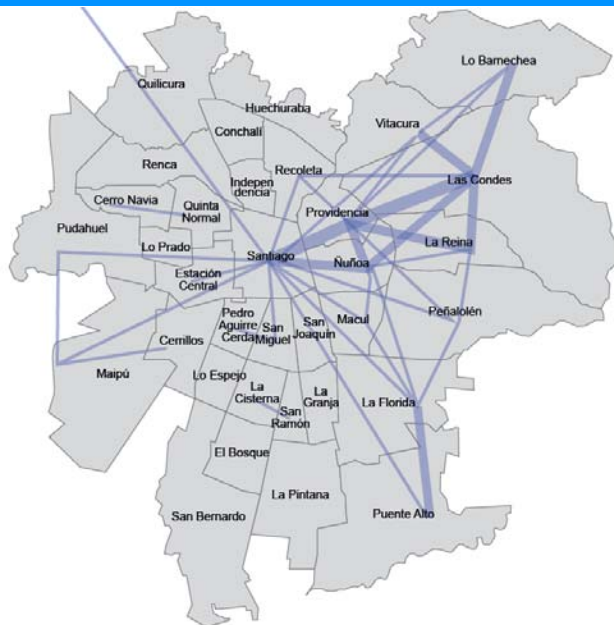 Lo Barnechea
Quilicura
Huechuraba
Vitacura
Conchalí
Renca
Recoleta
Las Condes
Indepen
dencia
Cerro Navia
Quinta
Normal
Providencia
Pudahuel
Lo Prado
La Reina
Santiago
Ñuñoa
Estación
Central
Peñalolén
Pedro
Aguirre
Cerda
San
Miguel
San
Joaquín
Macul
Cerrillos
Maipú
Lo Espejo
La
Cisterna
La
Granja
La Florida
San
Ramón
El Bosque
La Pintana
San Bernardo
Puente Alto